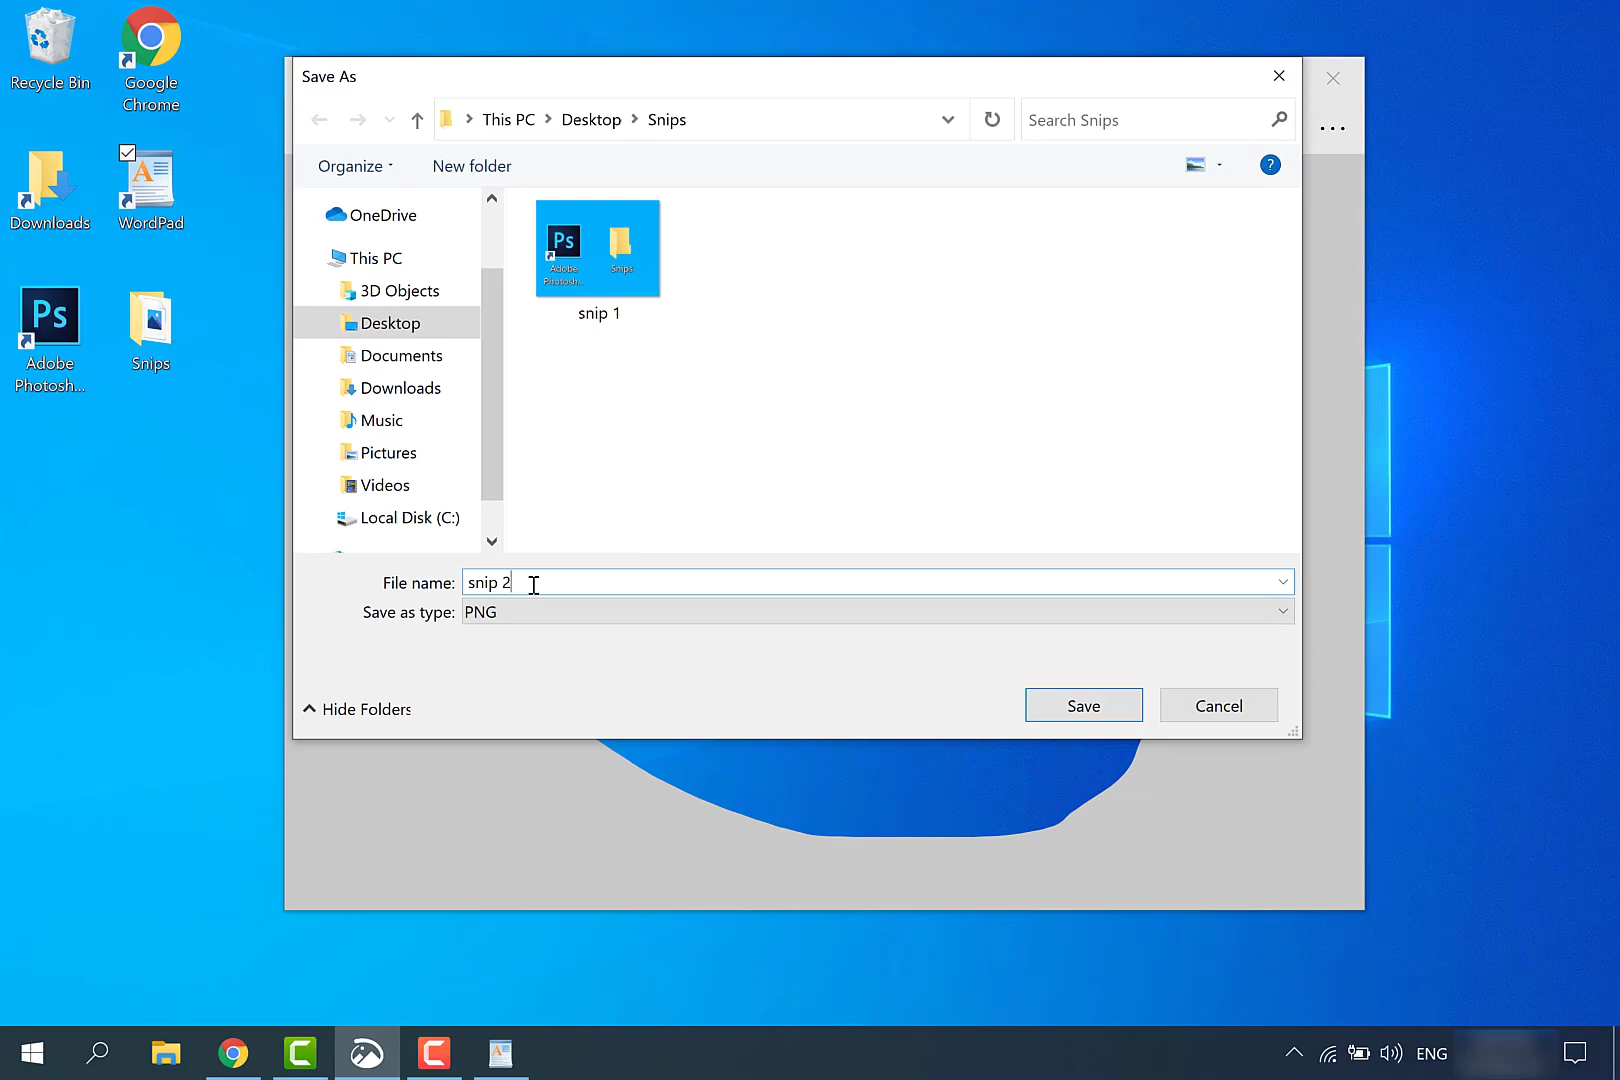 Recycle Bin
Google
Chrome
Downloads
WordPad
Ps
Adobe
Photosh...
Snips
Save As
This PC
Desktop
Snips
Search Snips
Organize
New folder
?
OneDrive
This PC
3D Objects
Desktop
Documents
Downloads
Music
Pictures
Videos
Local Disk (C:)
Ps
Adobe
Photosh...
Snips
snip 1
File name: snip 2
Save as type: PNG
Hide Folders
Save
Cancel
ENG